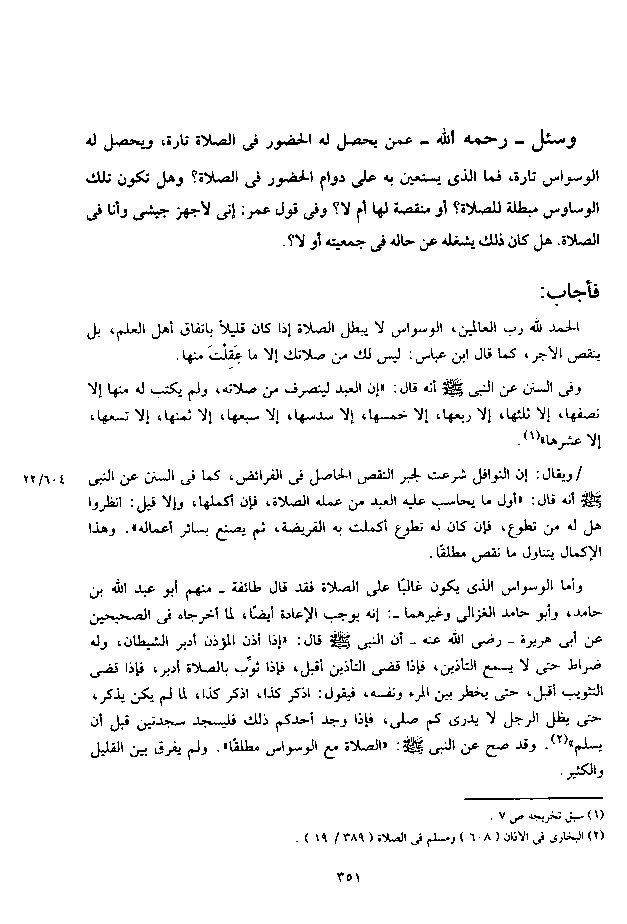 وسئل ـ رحمه الله ـ عمن يحصل له الحضور فى الصلاة تارة، ويحصل له
الوسواس تارة، فما الذى يستعين به على دوام الحضور فى الصلاة؟ وهل تكون تلك
الوساوس مبطلة للصلاة؟ أو منقصة لها أم لا؟ وفى قول عمر: إنى لأجهز جيشى وأنا فى
الصلاة. هل كان ذلك يشغله عن حاله فى جمعيته أو لا؟.
فأجاب:
الحمد لله رب العالمين، الوسواس لا يبطل الصلاة إذا كان قليلاً باتفاق أهل العلم، بل
ينقص الأجر، كما قال ابن عباس: ليس لك من صلاتك إلا ما عَقِلْتَ منها.
وفى السنن عن النبى ﷺ أنه قال: «إن العبد لينصرف من صلاته، ولم يكتب له منها إلا
نصفها، إلا ثلثها، إلا ربعها، إلا خمسها، إلا سدسها، إلا سبعها، إلا ثمنها، إلا تسعها،
إلا عشرها»(١).
/ ويقال: إن النوافل شرعت لجبر النقص الحاصل فى الفرائض، كما فى السنن عن النبى ٢٢/٦٠٤
ﷺ أنه قال: «أول ما يحاسب عليه العبد من عمله الصلاة، فإن أكملها، وإلا قيل: انظروا
هل له من تطوع، فإن كان له تطوع أكملت به الفريضة، ثم يصنع بسائر أعماله». وهذا
الإكمال يتناول ما نقص مطلقًا.
وأما الوسواس الذى يكون غالبًا على الصلاة فقد قال طائفة ـ منهم أبو عبد الله بن
حامد، وأبو حامد الغزالى وغيرهما ـ: إنه يوجب الإعادة أيضًا، لما أخرجاه فى الصحيحين
عن أبى هريرة ـ رضى الله عنه ـ أن النبى ﷺ قال: «إذا أذن المؤذن أدبر الشيطان، وله
ضراط حتى لا يسمع التأذين، فإذا قضى التأذين أقبل، فإذا ثوِّب بالصلاة أدبر، فإذا قضى
التثويب أقبل، حتى يخطر بين المرء ونفسه، فيقول: اذكر كذا، اذكر كذا، لما لم يكن يذكر،
حتى يظل الرجل لا يدرى كم صلى، فإذا وجد أحدكم ذلك فليسجد سجدتين قبل أن
يسلم»(٢). وقد صح عن النبى ﷺ: «الصلاة مع الوسواس مطلقًا». ولم يفرق بين القليل
والكثير.
(١) سبق تخريجه ص ٧ .
(٢) البخارى فى الأذان ( ٦٠٨ ) ومسلم فى الصلاة ( ٣٨٩ / ١٩ ) .
٣٥١